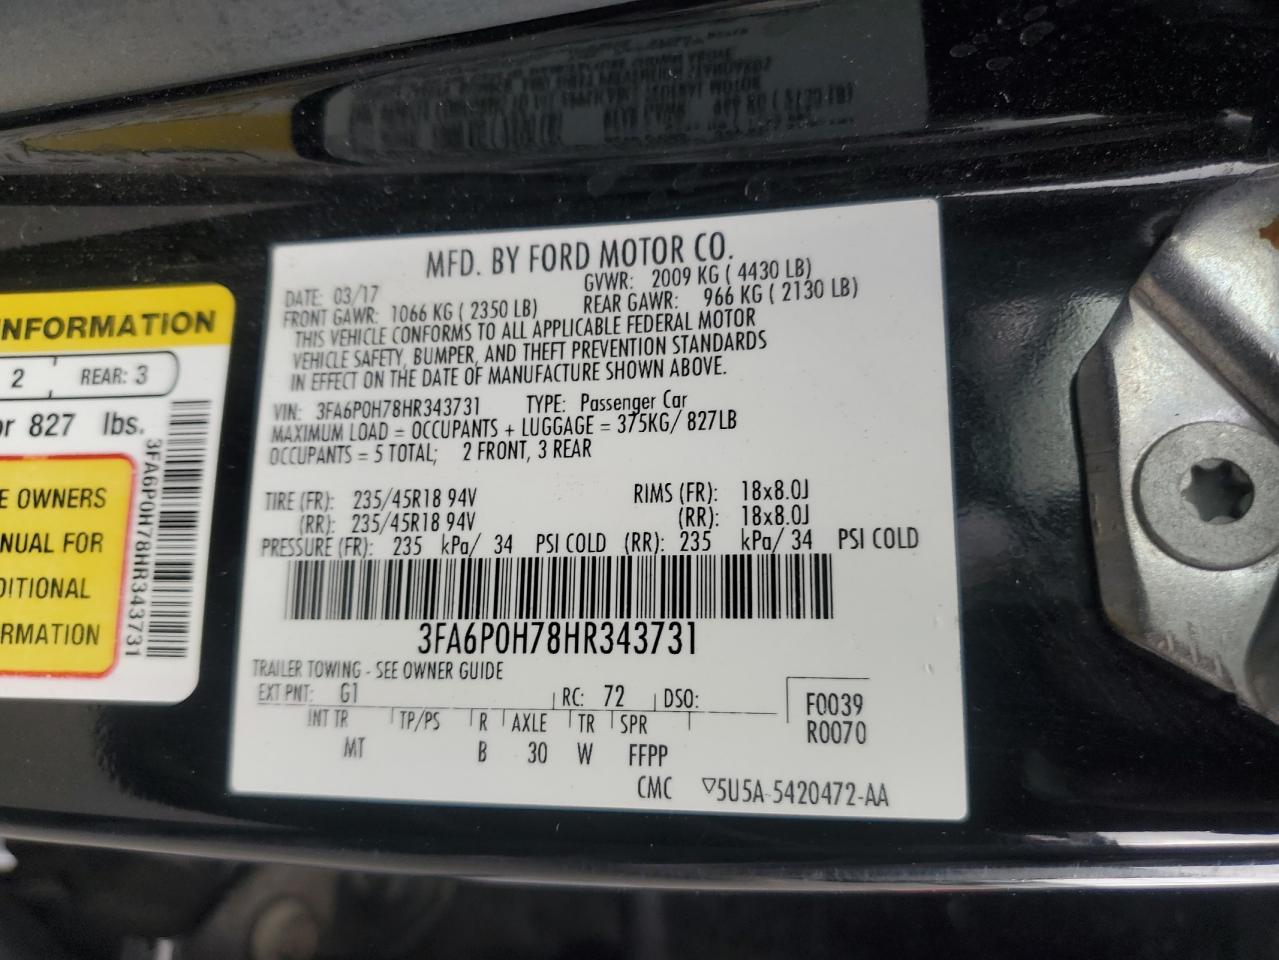 MFD. BY FORD MOTOR CO.
DATE: 03/17 GVWR: 2009 KG ( 4430 LB)
FRONT GAWR: 1066 KG ( 2350 LB) REAR GAWR: 966 KG ( 2130 LB)
THIS VEHICLE CONFORMS TO ALL APPLICABLE FEDERAL MOTOR
VEHICLE SAFETY, BUMPER, AND THEFT PREVENTION STANDARDS
IN EFFECT ON THE DATE OF MANUFACTURE SHOWN ABOVE.
VIN: 3FA6P0H78HR343731 TYPE: Passenger Car
MAXIMUM LOAD = OCCUPANTS + LUGGAGE = 375KG/ 827LB
OCCUPANTS = 5 TOTAL; 2 FRONT, 3 REAR
TIRE (FR): 235/45R18 94V RIMS (FR): 18x8.0J
(RR): 235/45R18 94V (RR): 18x8.0J
PRESSURE (FR): 235 kPa/ 34 PSI COLD (RR): 235 kPa/ 34 PSI COLD
3FA6P0H78HR343731
TRAILER TOWING - SEE OWNER GUIDE
EXT PNT: G1 RC: 72 DSO: F0039
INT TR TP/PS R AXLE TR SPR R0070
MT B 30 W FFPP
CMC ▽5U5A-5420472-AA
INFORMATION
2 REAR: 3
or 827 lbs.
E OWNERS
NUAL FOR
DITIONAL
ORMATION
3FA6P0H78HR343731